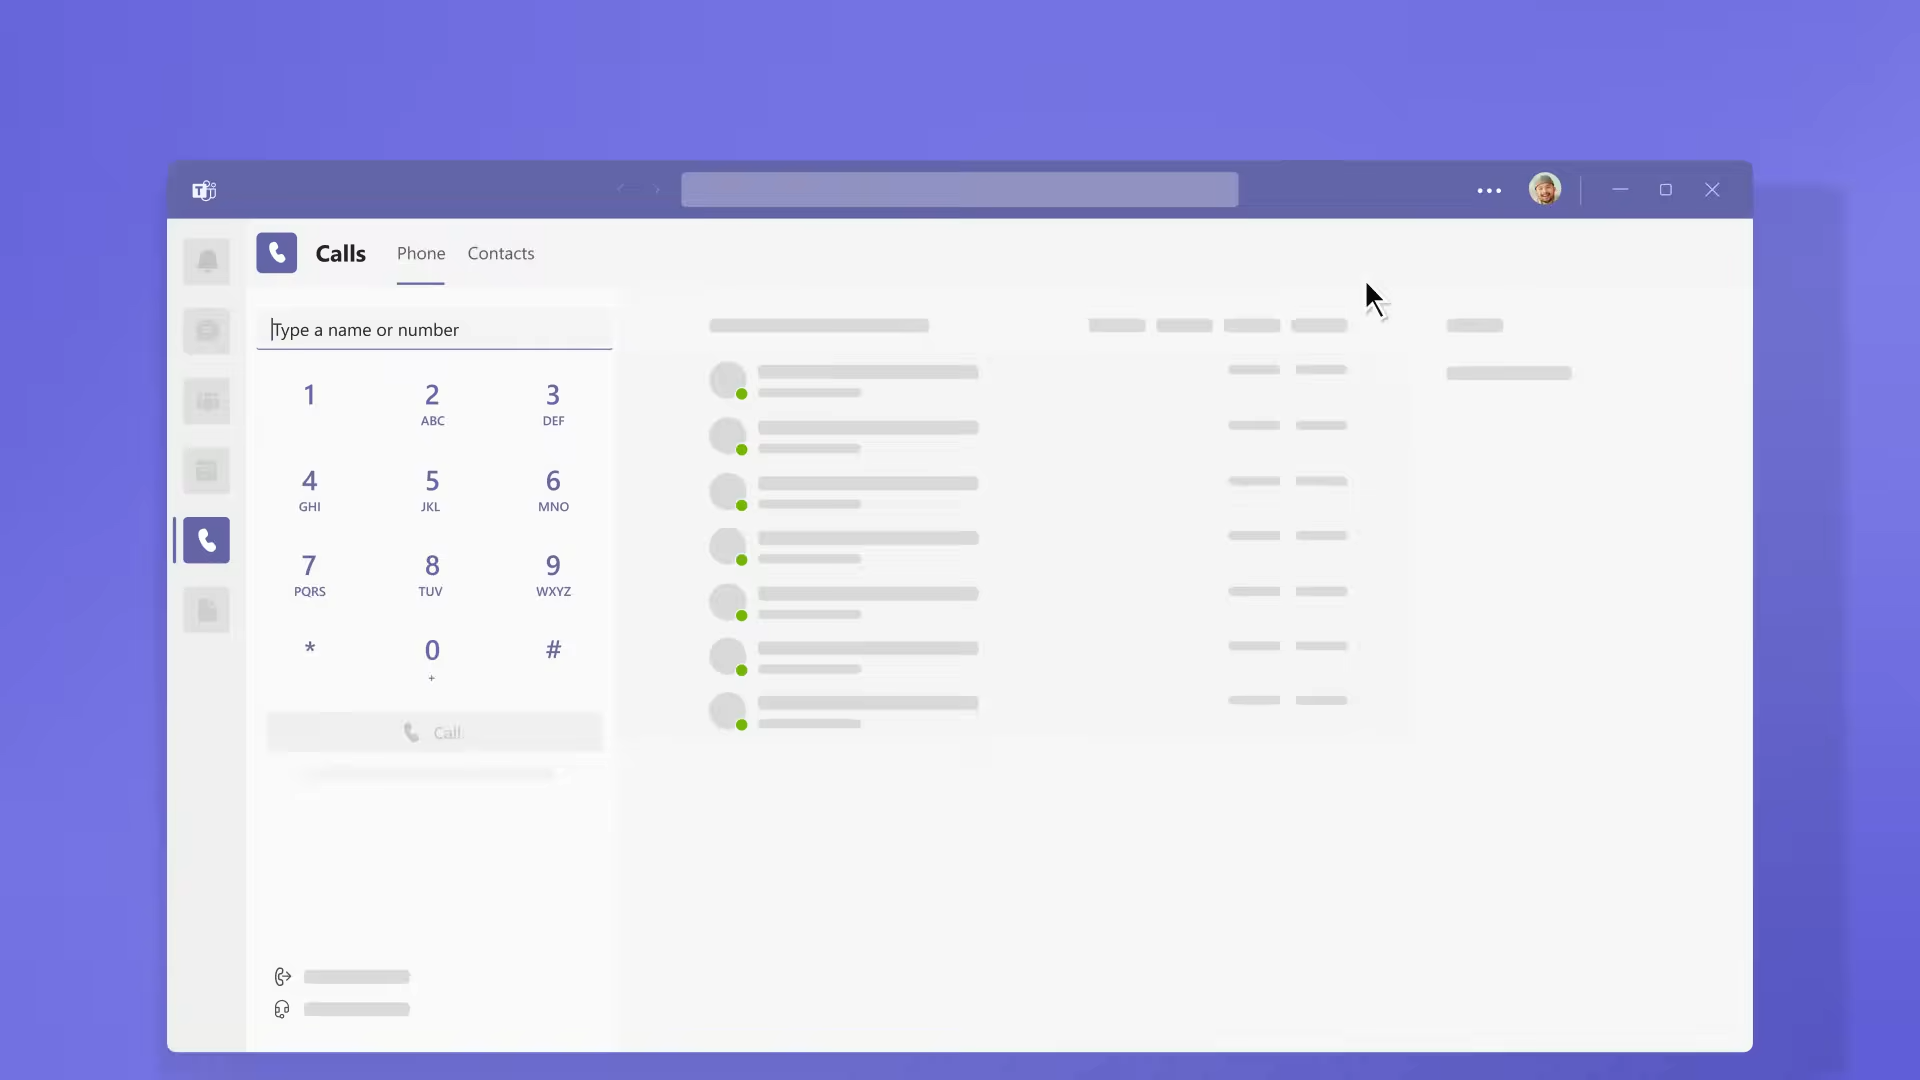 T
Calls Phone Contacts
Type a name or number
1 2 3
ABC DEF
4 5 6
GHI JKL MNO
7 8 9
PQRS TUV WXYZ
* 0 #
+
Call